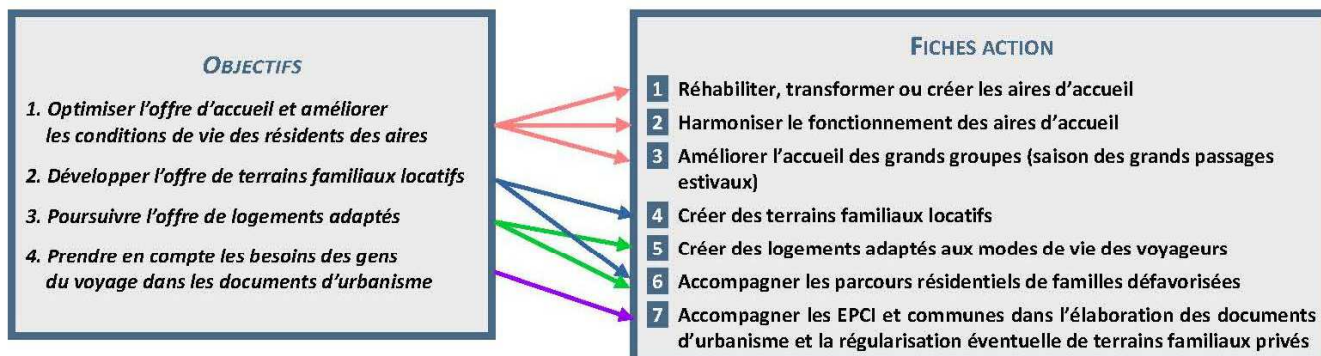 OBJECTIFS
1. Optimiser l'offre d'accueil et améliorer
les conditions de vie des résidents des aires
2. Développer l'offre de terrains familiaux locatifs
3. Poursuivre l'offre de logements adaptés
4. Prendre en compte les besoins des gens
du voyage dans les documents d'urbanisme
FICHES ACTION
1 Réhabiliter, transformer ou créer les aires d'accueil
2 Harmoniser le fonctionnement des aires d'accueil
3 Améliorer l'accueil des grands groupes (saison des grands passages
estivaux)
4 Créer des terrains familiaux locatifs
5 Créer des logements adaptés aux modes de vie des voyageurs
6 Accompagner les parcours résidentiels de familles défavorisées
7 Accompagner les EPCI et communes dans l'élaboration des documents
d'urbanisme et la régularisation éventuelle de terrains familiaux privés